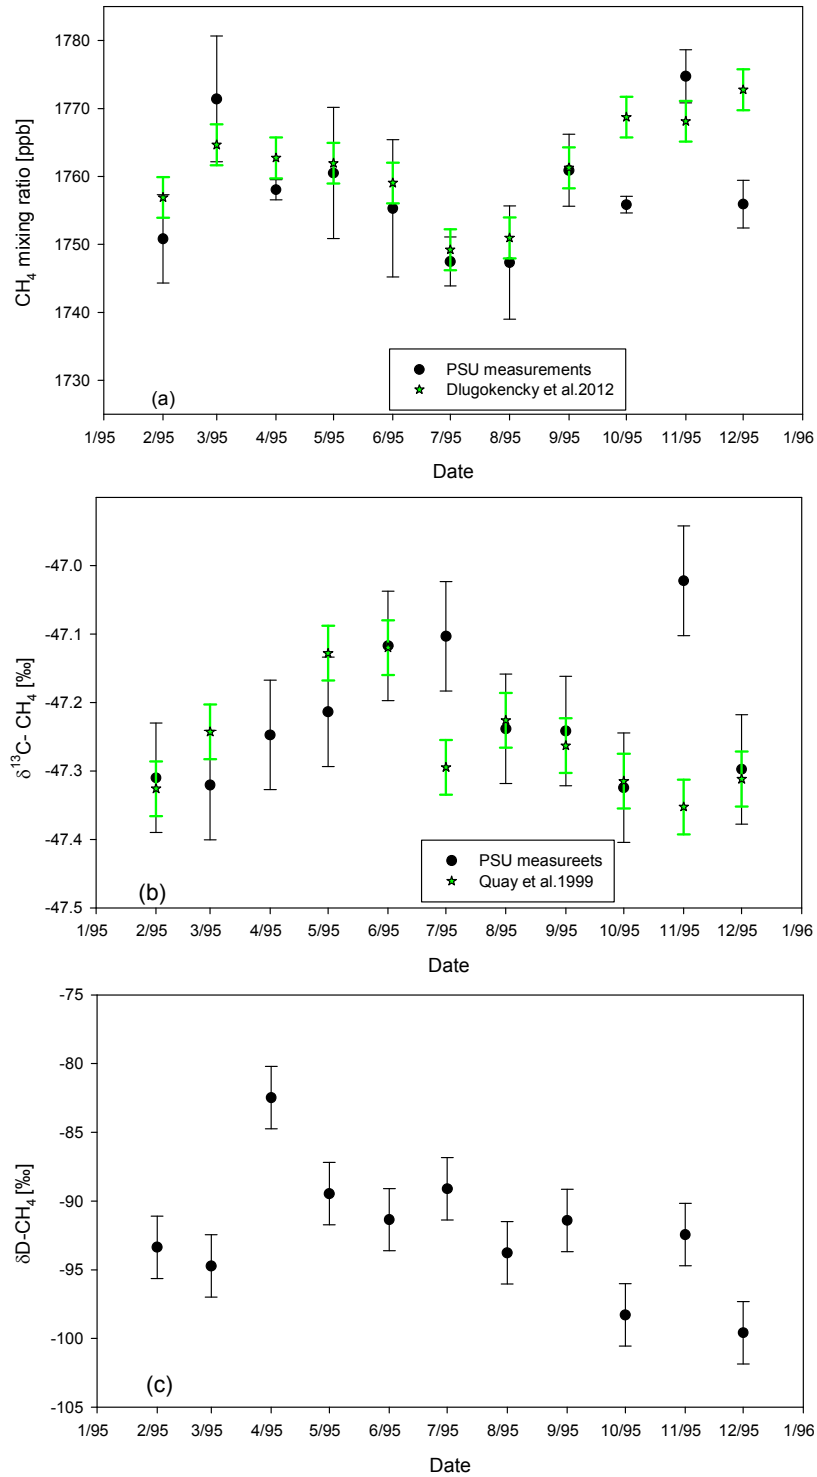 1780
1770
1760
1750
1740
1730
CH4 mixing ratio [ppb]
PSU measurements
Dlugokencky et al.2012
(a)
1/95 2/95 3/95 4/95 5/95 6/95 7/95 8/95 9/95 10/95 11/95 12/95 1/96
Date
-47.0
-47.1
-47.2
-47.3
-47.4
-47.5
δ13C- CH4 [‰]
PSU measureets
Quay et al.1999
(b)
1/95 2/95 3/95 4/95 5/95 6/95 7/95 8/95 9/95 10/95 11/95 12/95 1/96
Date
-75
-80
-85
-90
-95
-100
-105
δD-CH4 [‰]
(c)
1/95 2/95 3/95 4/95 5/95 6/95 7/95 8/95 9/95 10/95 11/95 12/95 1/96
Date